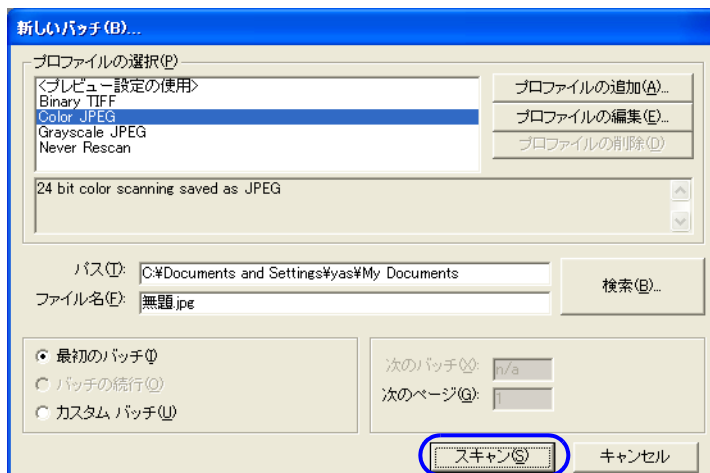 新しいバッチ(B)...
プロファイルの選択(P)
<プレビュー設定の使用>
Binary TIFF
Color JPEG
Grayscale JPEG
Never Rescan
プロファイルの追加(A)...
プロファイルの編集(E)...
プロファイルの削除(D)
24 bit color scanning saved as JPEG
パス(T): C:¥Documents and Settings¥yas¥My Documents
ファイル名(F): 無題.jpg
検索(B)...
最初のバッチ(I)
バッチの続行(O)
カスタム バッチ(U)
次のバッチ(X): n/a
次のページ(G): 1
スキャン(S)
キャンセル